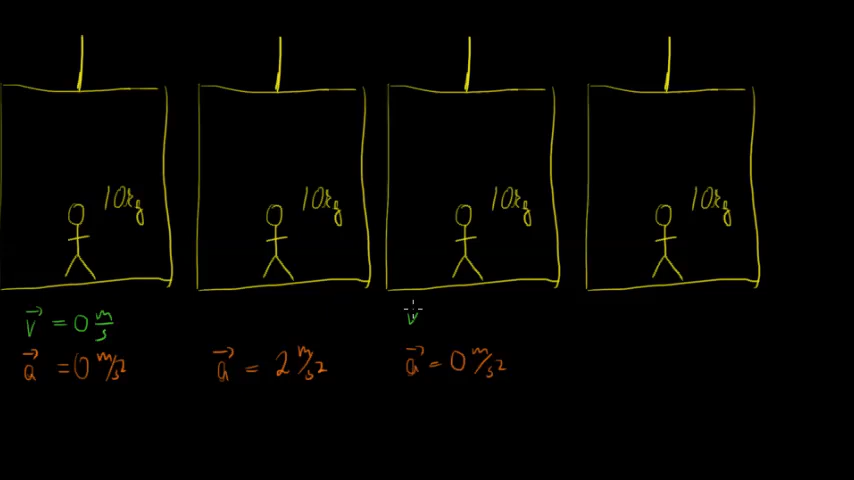 10kg 10kg 10kg 10kg
v⃗ = 0 m/s v
a⃗ = 0 m/s² a⃗ = 2 m/s² a⃗ = 0 m/s²